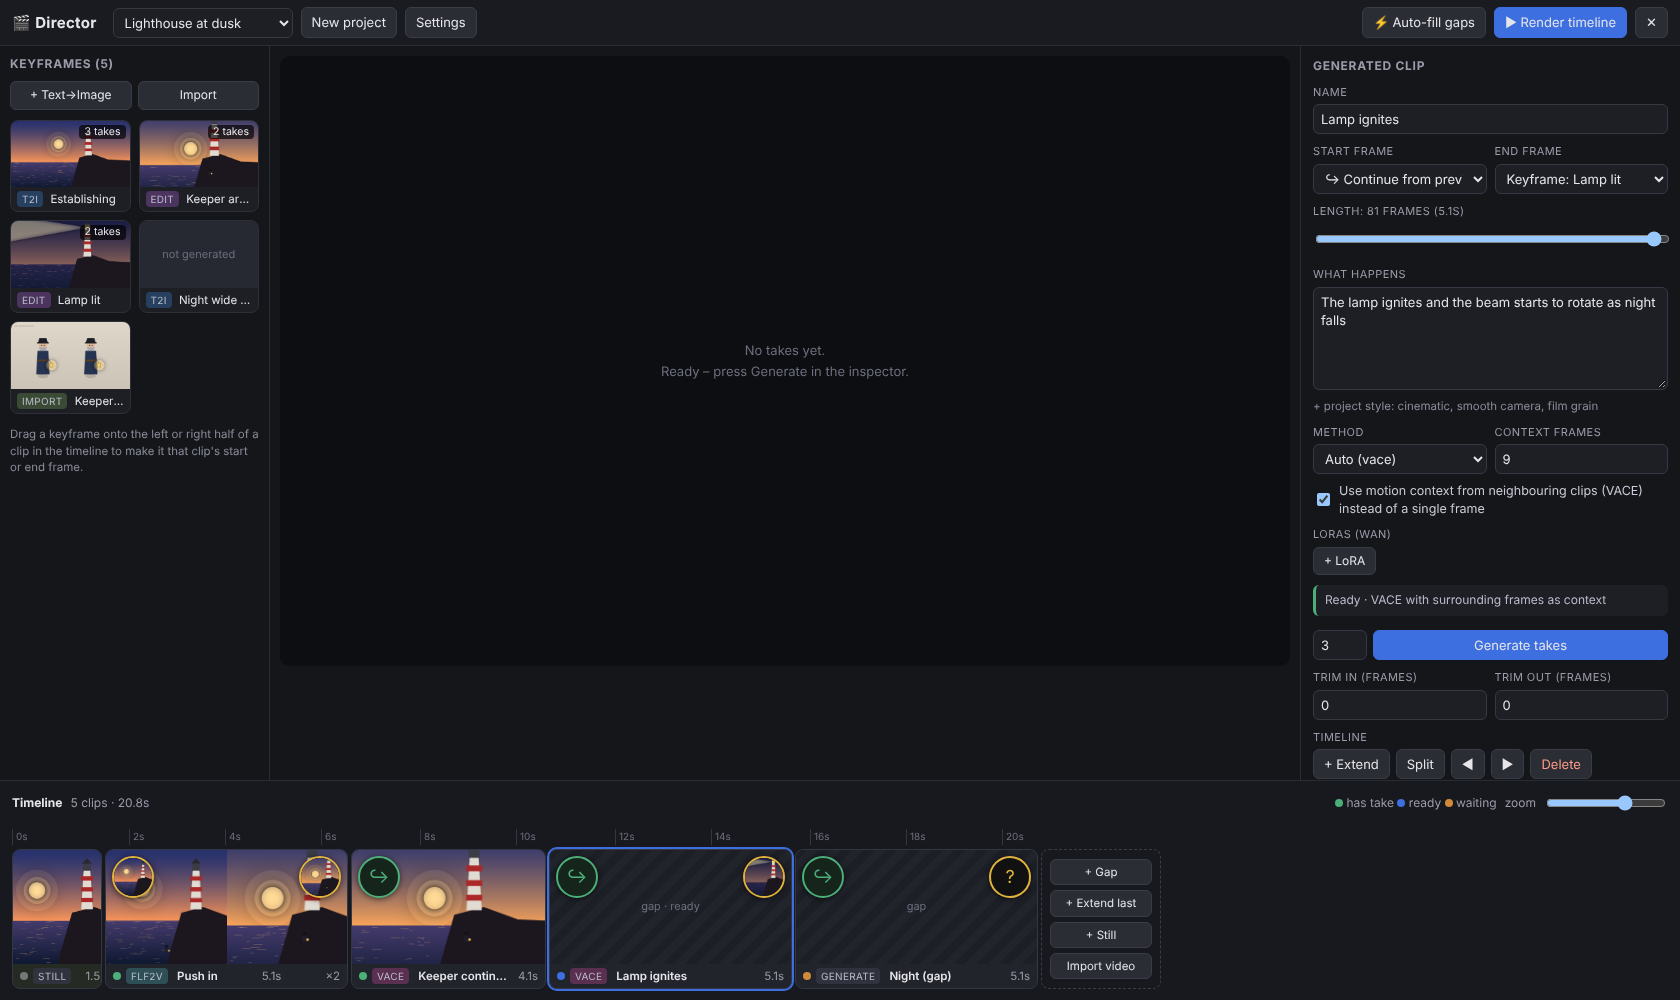 🎬 Director
Lighthouse at dusk
New project
Settings
⚡ Auto-fill gaps
▶ Render timeline
✕
KEYFRAMES (5)
+ Text→Image
Import
3 takes
T2I Establishing
2 takes
EDIT Keeper ar...
2 takes
EDIT Lamp lit
not generated
T2I Night wide ...
IMPORT Keeper...
Drag a keyframe onto the left or right half of a
clip in the timeline to make it that clip's start
or end frame.
No takes yet.
Ready – press Generate in the inspector.
GENERATED CLIP
NAME
Lamp ignites
START FRAME
END FRAME
↪ Continue from prev
Keyframe: Lamp lit
LENGTH: 81 FRAMES (5.1S)
WHAT HAPPENS
The lamp ignites and the beam starts to rotate as night
falls
+ project style: cinematic, smooth camera, film grain
METHOD
CONTEXT FRAMES
Auto (vace)
9
Use motion context from neighbouring clips (VACE)
instead of a single frame
LORAS (WAN)
+ LoRA
Ready · VACE with surrounding frames as context
3
Generate takes
TRIM IN (FRAMES)
TRIM OUT (FRAMES)
0
0
TIMELINE
+ Extend
Split
◀
▶
Delete
Timeline 5 clips · 20.8s
has take ready waiting zoom
0s 2s 4s 6s 8s 10s 12s 14s 16s 18s 20s
STILL 1.5
FLF2V Push in 5.1s ×2
↪
VACE Keeper contin... 4.1s
↪
gap · ready
VACE Lamp ignites 5.1s
↪
?
gap
GENERATE Night (gap) 5.1s
+ Gap
+ Extend last
+ Still
Import video